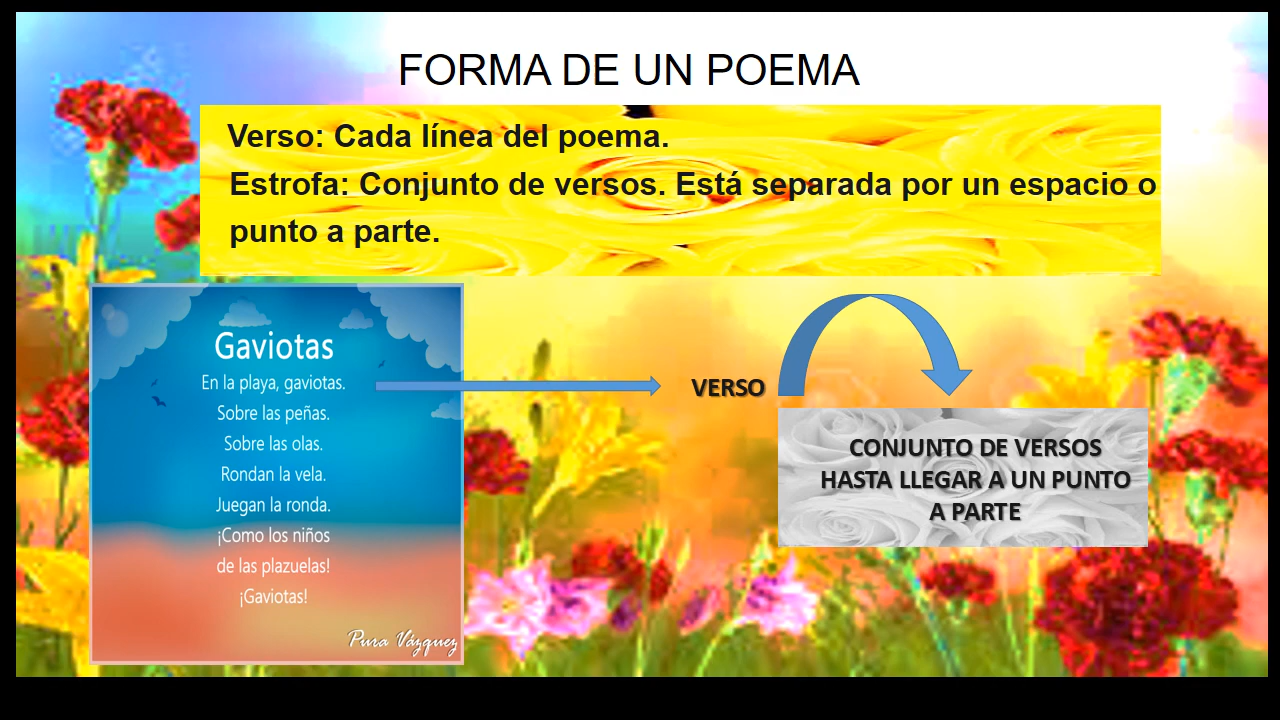 FORMA DE UN POEMA
Verso: Cada línea del poema.
Estrofa: Conjunto de versos. Está separada por un espacio o
punto a parte.
Gaviotas
En la playa, gaviotas.
Sobre las peñas.
Sobre las olas.
Rondan la vela.
Juegan la ronda.
¡Como los niños
de las plazuelas!
¡Gaviotas!
Pura Vázquez
VERSO
CONJUNTO DE VERSOS
HASTA LLEGAR A UN PUNTO
A PARTE